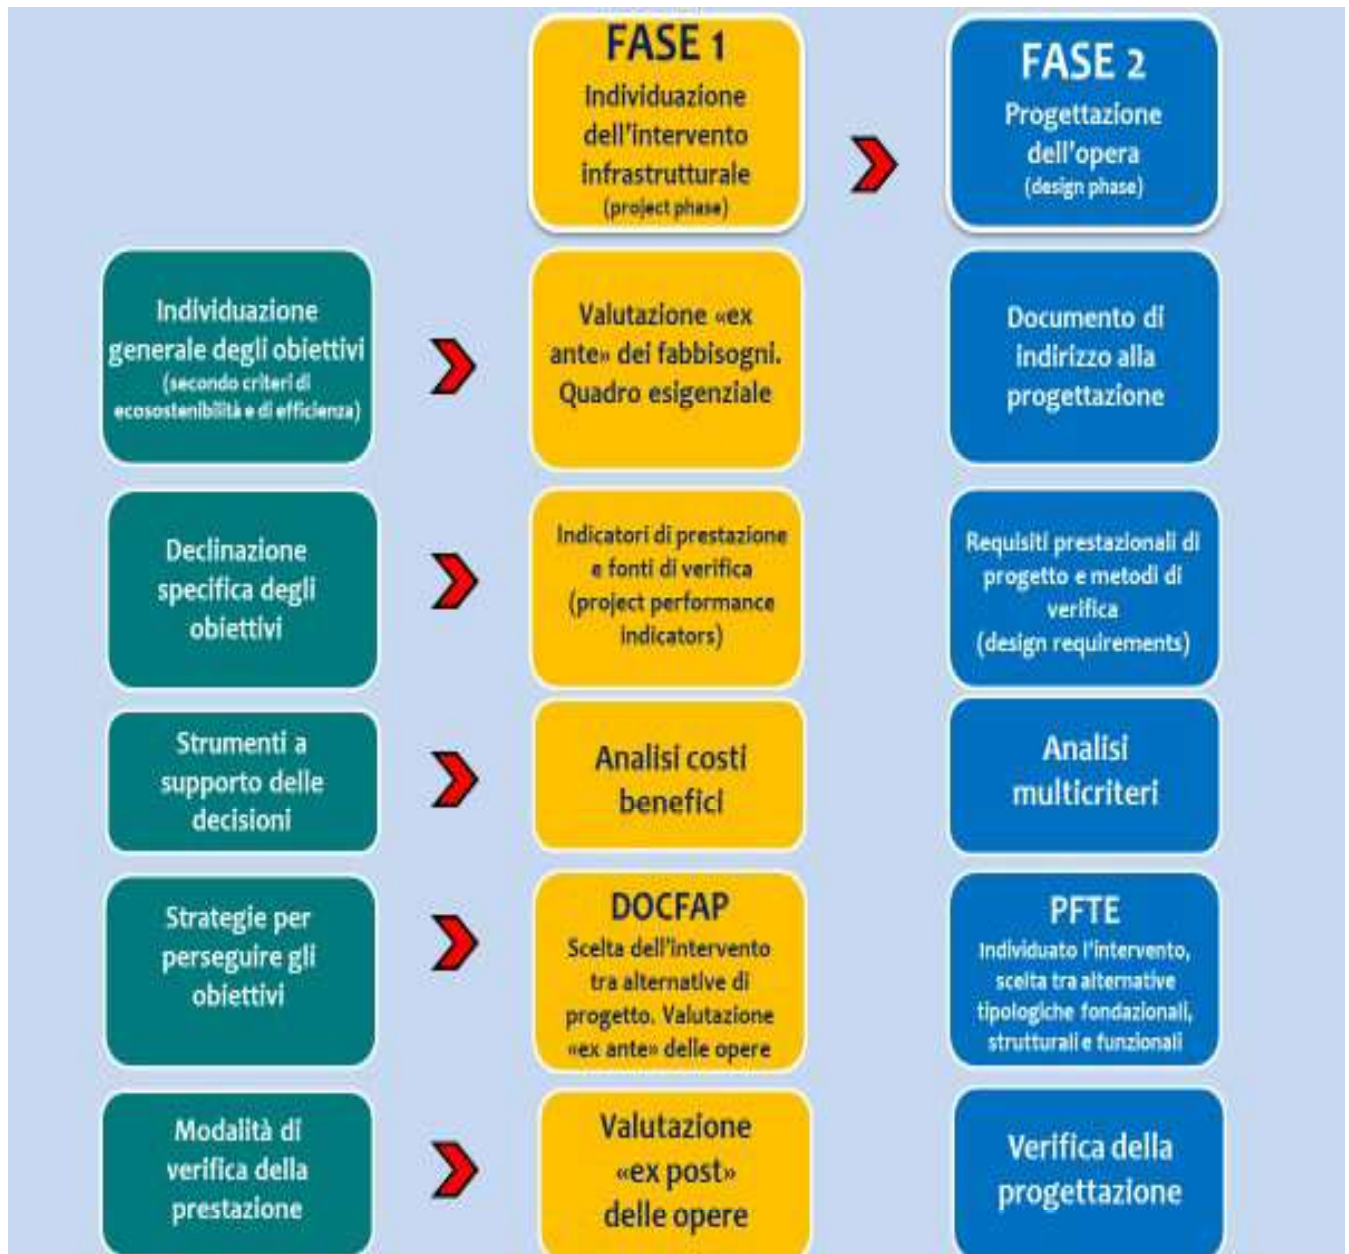 FASE 1
Individuazione
dell'intervento
infrastrutturale
(project phase)
FASE 2
Progettazione
dell'opera
(design phase)
Individuazione
generale degli obiettivi
(secondo criteri di
ecosostenibilità e di efficienza)
Valutazione «ex
ante» dei fabbisogni.
Quadro esigenziale
Documento di
indirizzo alla
progettazione
Declinazione
specifica degli
obiettivi
Indicatori di prestazione
e fonti di verifica
(project performance
indicators)
Requisiti prestazionali di
progetto e metodi di
verifica
(design requirements)
Strumenti a
supporto delle
decisioni
Analisi costi
benefici
Analisi
multicriteri
Strategie per
perseguire gli
obiettivi
DOCFAP
Scelta dell'intervento
tra alternative di
progetto. Valutazione
«ex ante» delle opere
PFTE
Individuato l'intervento,
scelta tra alternative
tipologiche fondazionali,
strutturali e funzionali
Modalità di
verifica della
prestazione
Valutazione
«ex post»
delle opere
Verifica della
progettazione